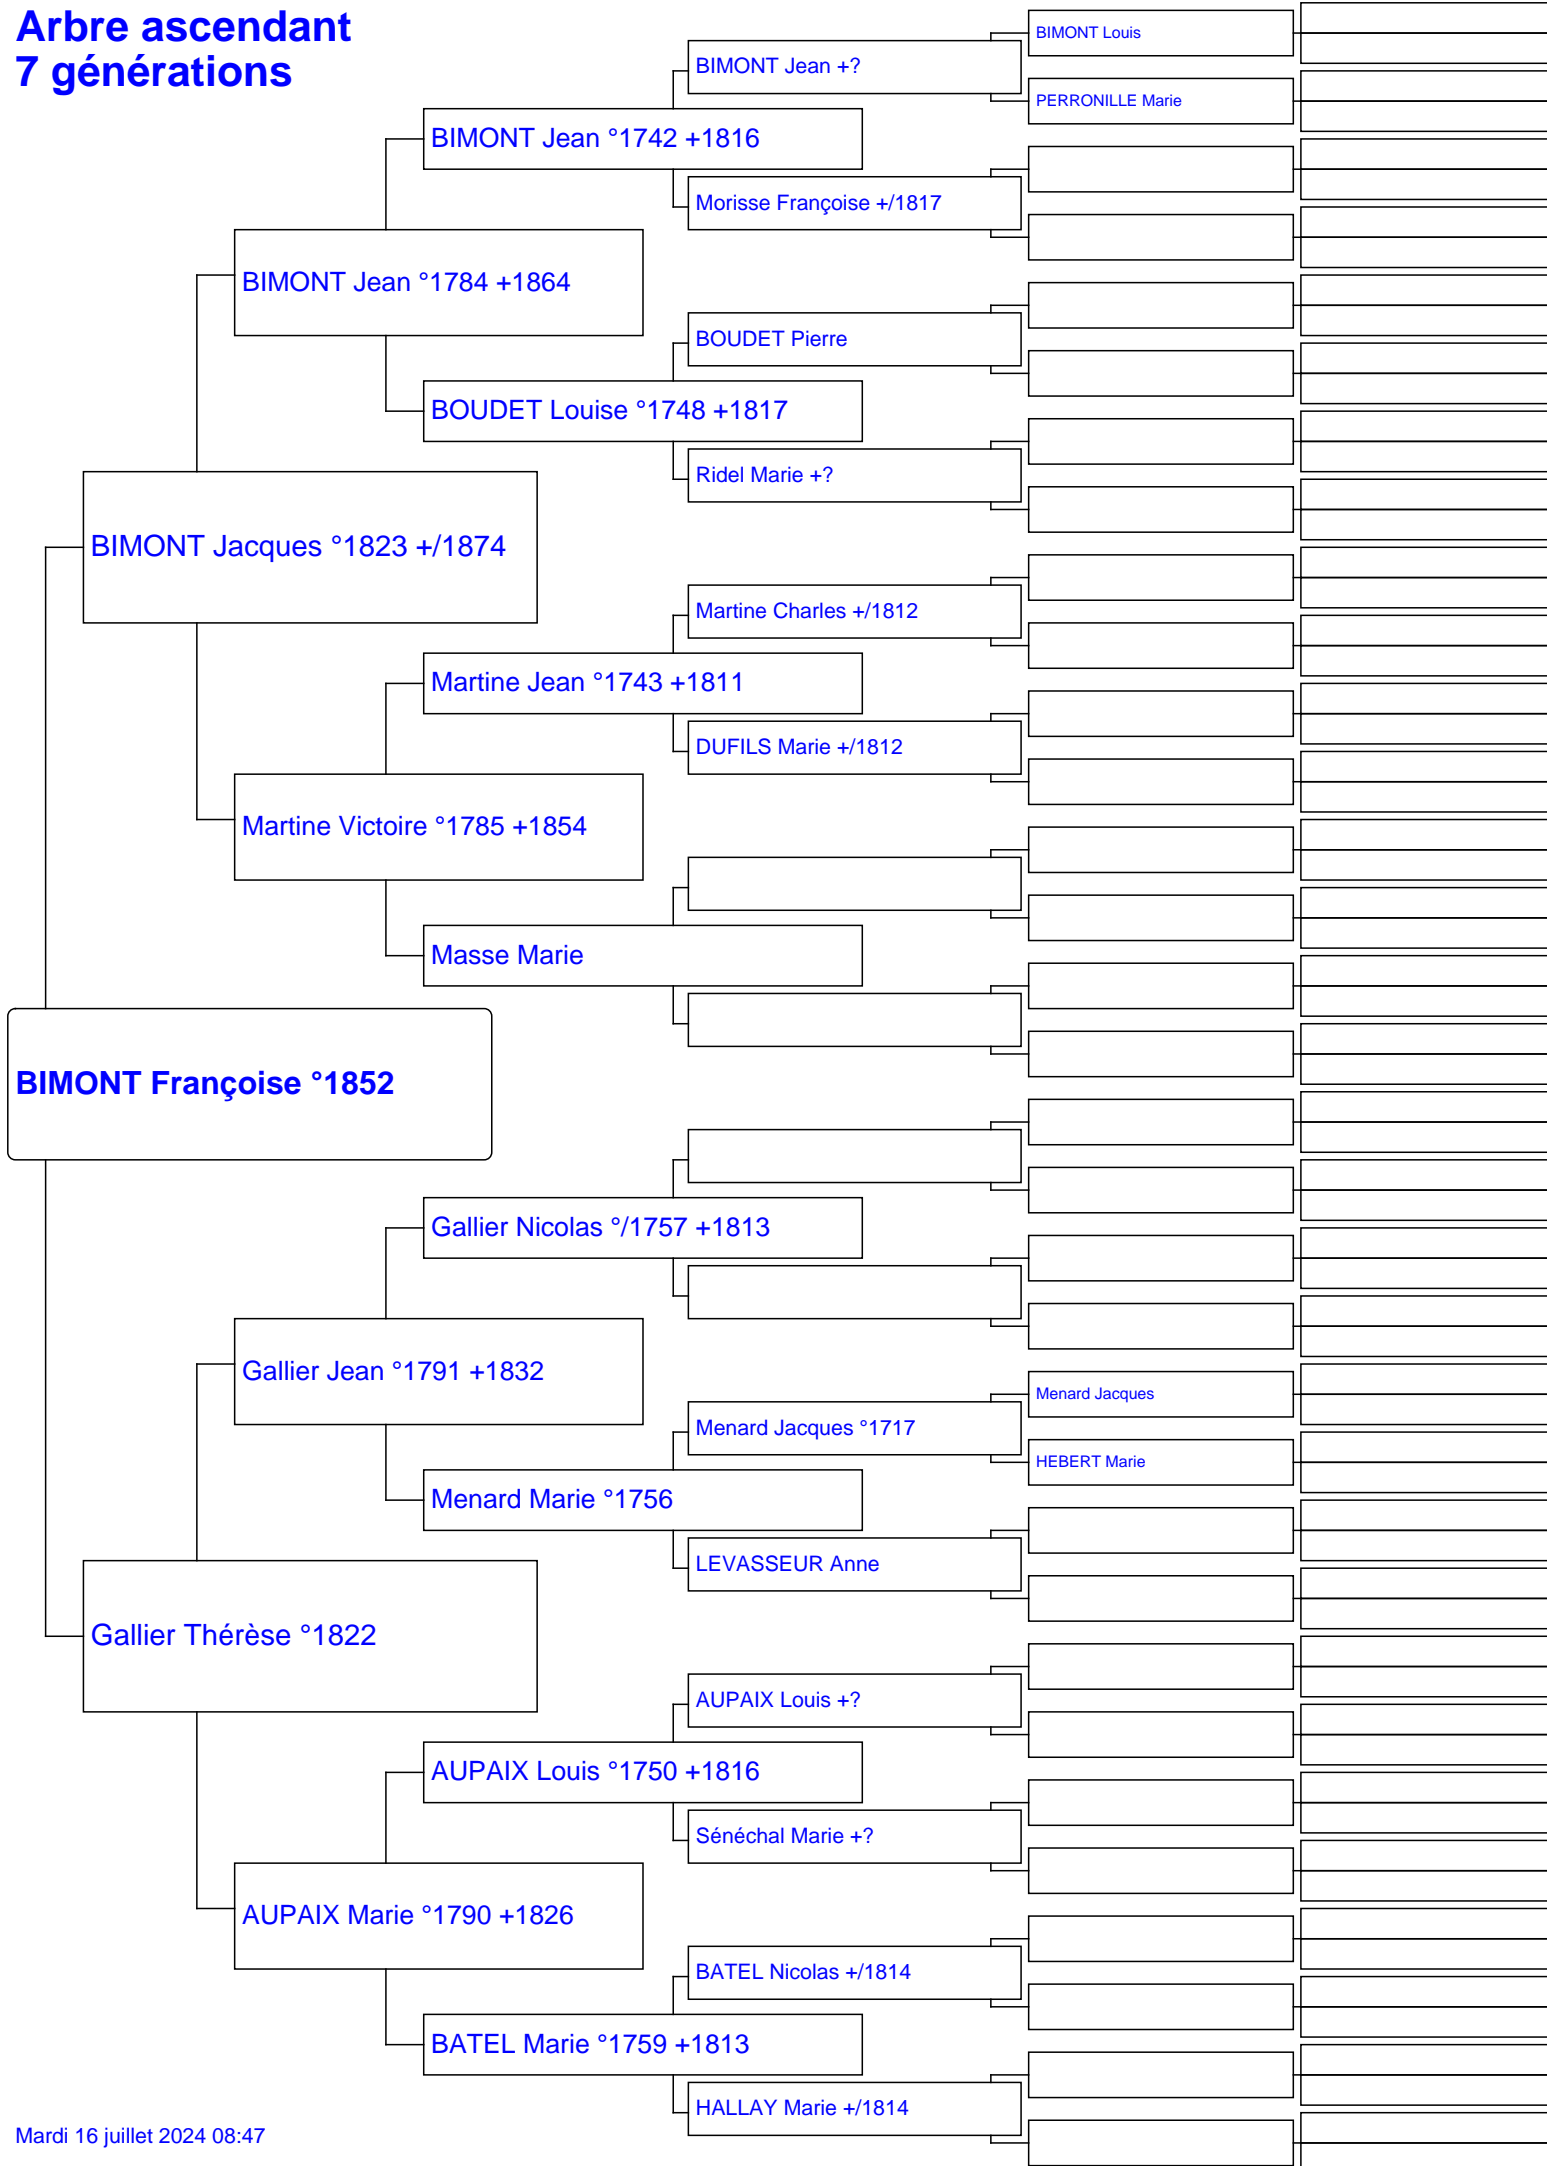 Arbre ascendant
7 générations
BIMONT Louis
BIMONT Jean +?
PERRONILLE Marie
BIMONT Jean °1742 +1816
Morisse Françoise +/1817
BIMONT Jean °1784 +1864
BOUDET Pierre
BOUDET Louise °1748 +1817
Ridel Marie +?
BIMONT Jacques °1823 +/1874
Martine Charles +/1812
Martine Jean °1743 +1811
DUFILS Marie +/1812
Martine Victoire °1785 +1854
Masse Marie
BIMONT Françoise °1852
Gallier Nicolas °/1757 +1813
Gallier Jean °1791 +1832
Menard Jacques
Menard Jacques °1717
HEBERT Marie
Menard Marie °1756
LEVASSEUR Anne
Gallier Thérèse °1822
AUPAIX Louis +?
AUPAIX Louis °1750 +1816
Sénéchal Marie +?
AUPAIX Marie °1790 +1826
BATEL Nicolas +/1814
BATEL Marie °1759 +1813
HALLAY Marie +/1814
Mardi 16 juillet 2024 08:47